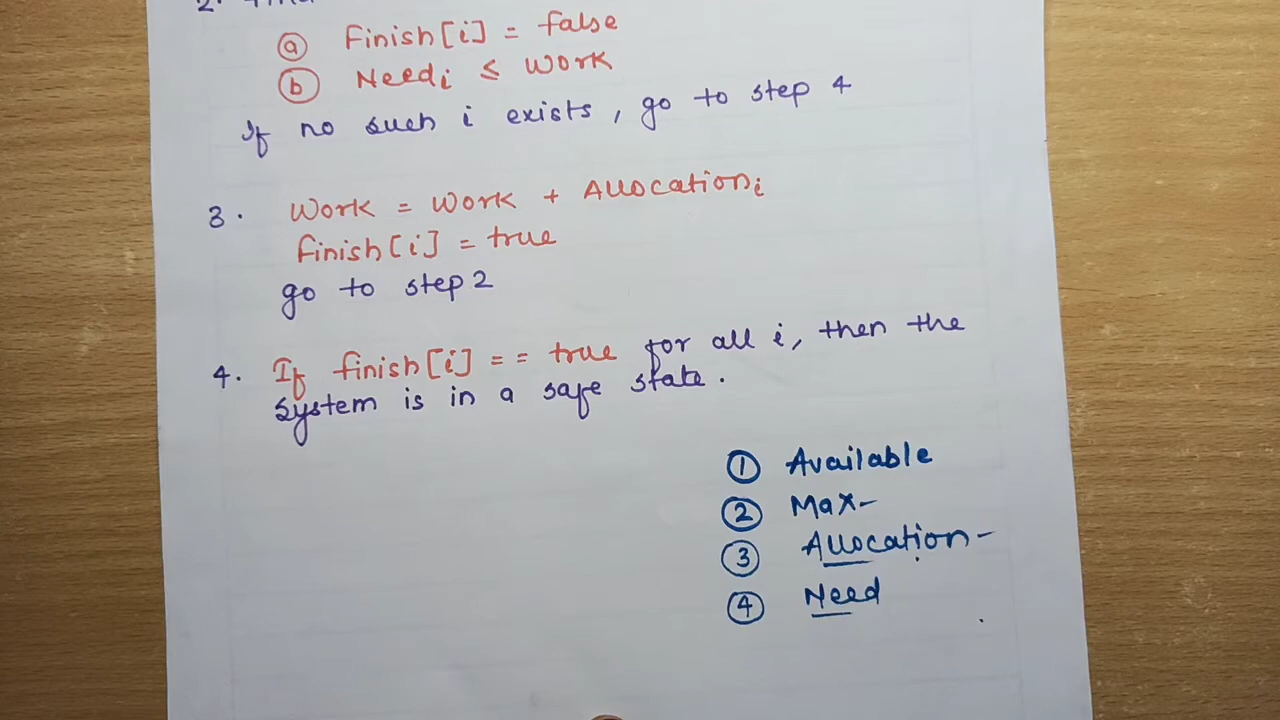 2.
(a) Finish[i] = false
(b) Needi ≤ Work
If no such i exists, go to step 4
3. Work = Work + Allocationi
Finish[i] = true
go to step 2
4. If finish[i] == true for all i, then the
system is in a safe state.
① Available
② Max-
③ Allocation-
④ Need